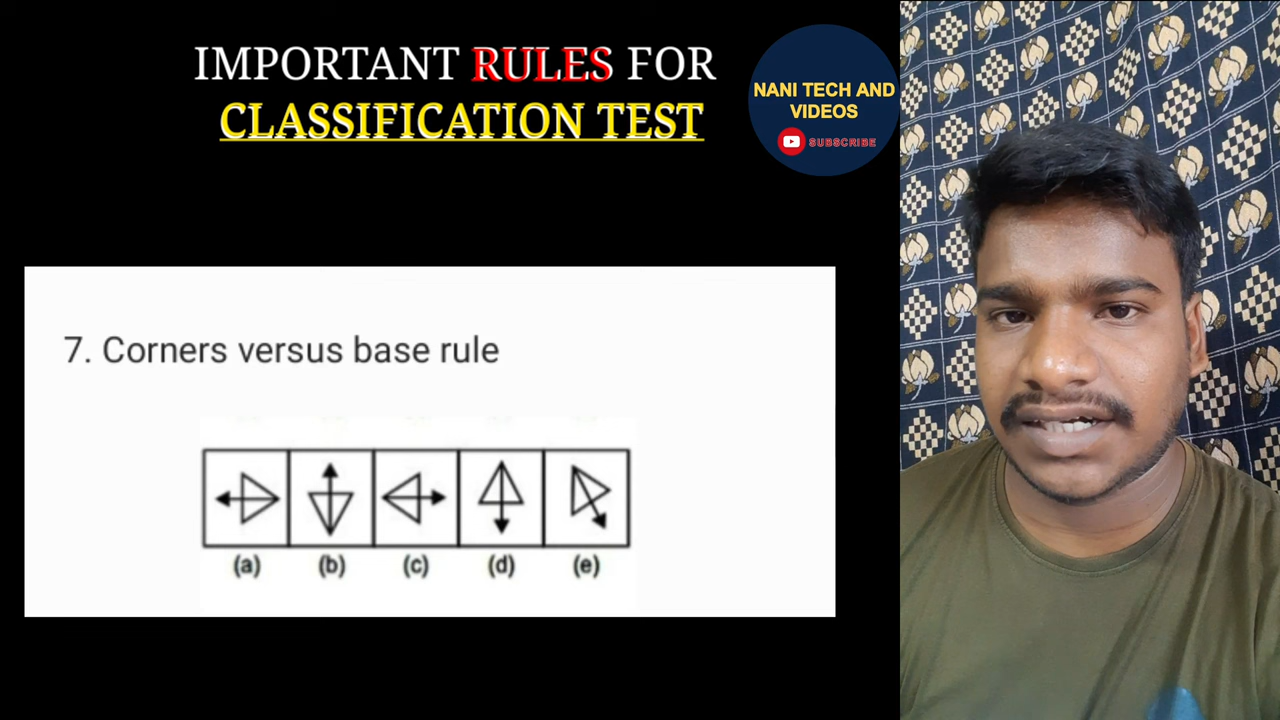 IMPORTANT RULES FOR
CLASSIFICATION TEST
NANI TECH AND
VIDEOS
SUBSCRIBE
7. Corners versus base rule
(a) (b) (c) (d) (e)